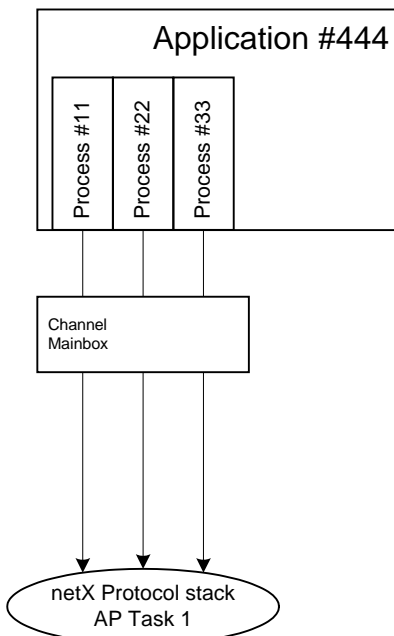 Application #444
Process #11
Process #22
Process #33
Channel
Mainbox
netX Protocol stack
AP Task 1